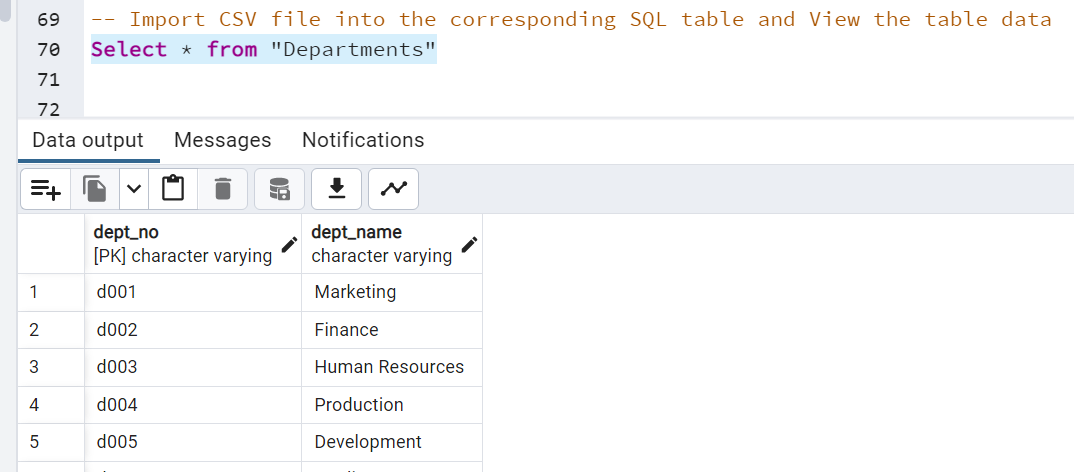 69 -- Import CSV file into the corresponding SQL table and View the table data
70 Select * from "Departments"
71
72
Data output Messages Notifications
dept_no dept_name
[PK] character varying character varying
1 d001 Marketing
2 d002 Finance
3 d003 Human Resources
4 d004 Production
5 d005 Development